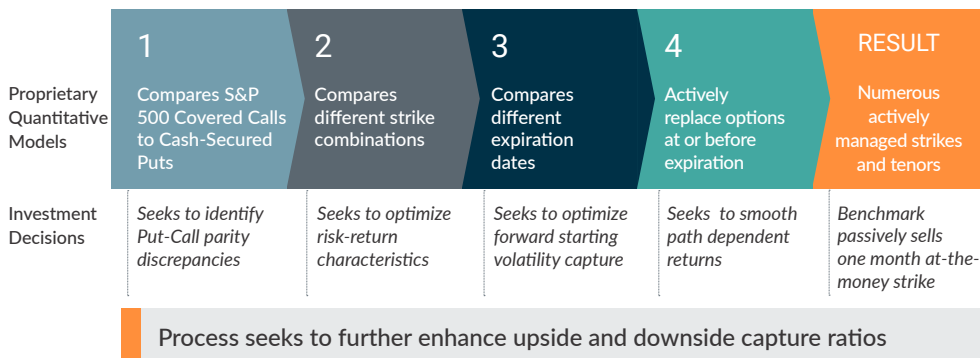 Proprietary
Quantitative
Models
1
Compares S&P
500 Covered Calls
to Cash-Secured
Puts
2
Compares
different strike
combinations
3
Compares
different
expiration
dates
4
Actively
replace options
at or before
expiration
RESULT
Numerous
actively
managed strikes
and tenors
Investment
Decisions
Seeks to identify
Put-Call parity
discrepancies
Seeks to optimize
risk-return
characteristics
Seeks to optimize
forward starting
volatility capture
Seeks to smooth
path dependent
returns
Benchmark
passively sells
one month at-the-
money strike
Process seeks to further enhance upside and downside capture ratios